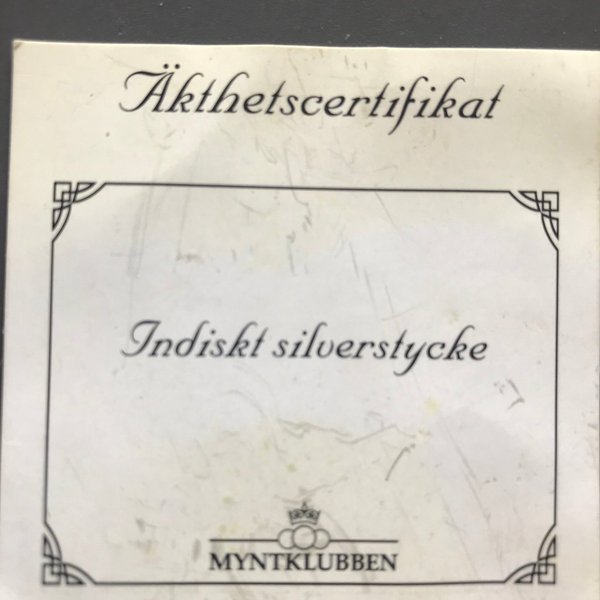 Äkthetscertifikat
Indiskt silverstycke
MYNTKLUBBEN